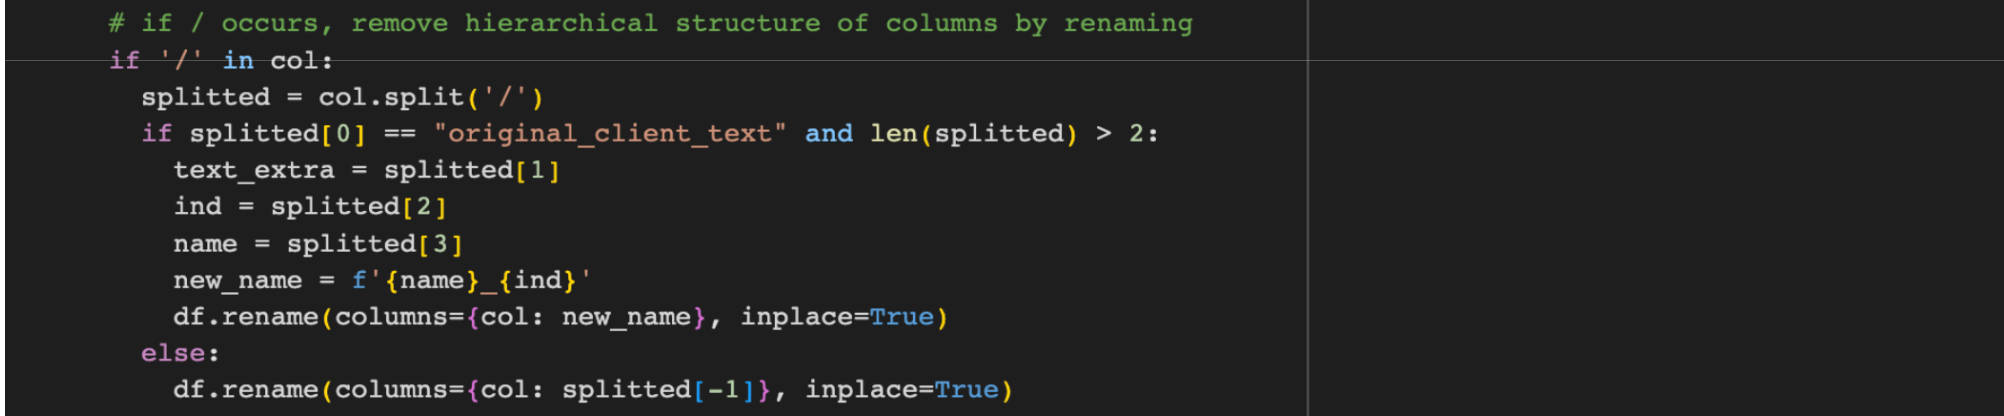 # if / occurs, remove hierarchical structure of columns by renaming
if '/' in col:
splitted = col.split('/')
if splitted[0] == "original_client_text" and len(splitted) > 2:
text_extra = splitted[1]
ind = splitted[2]
name = splitted[3]
new_name = f'{name}_{ind}'
df.rename(columns={col: new_name}, inplace=True)
else:
df.rename(columns={col: splitted[-1]}, inplace=True)